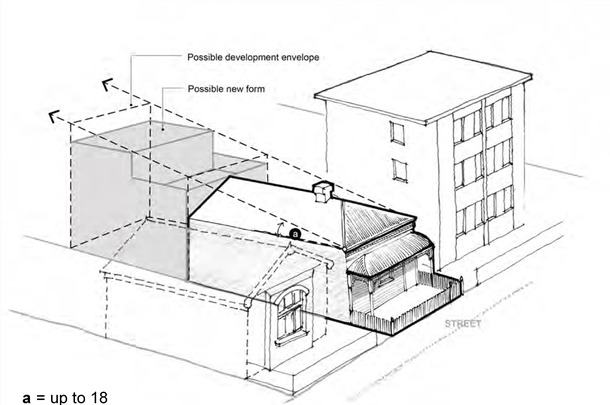 Possible development envelope
Possible new form
a
STREET
a = up to 18